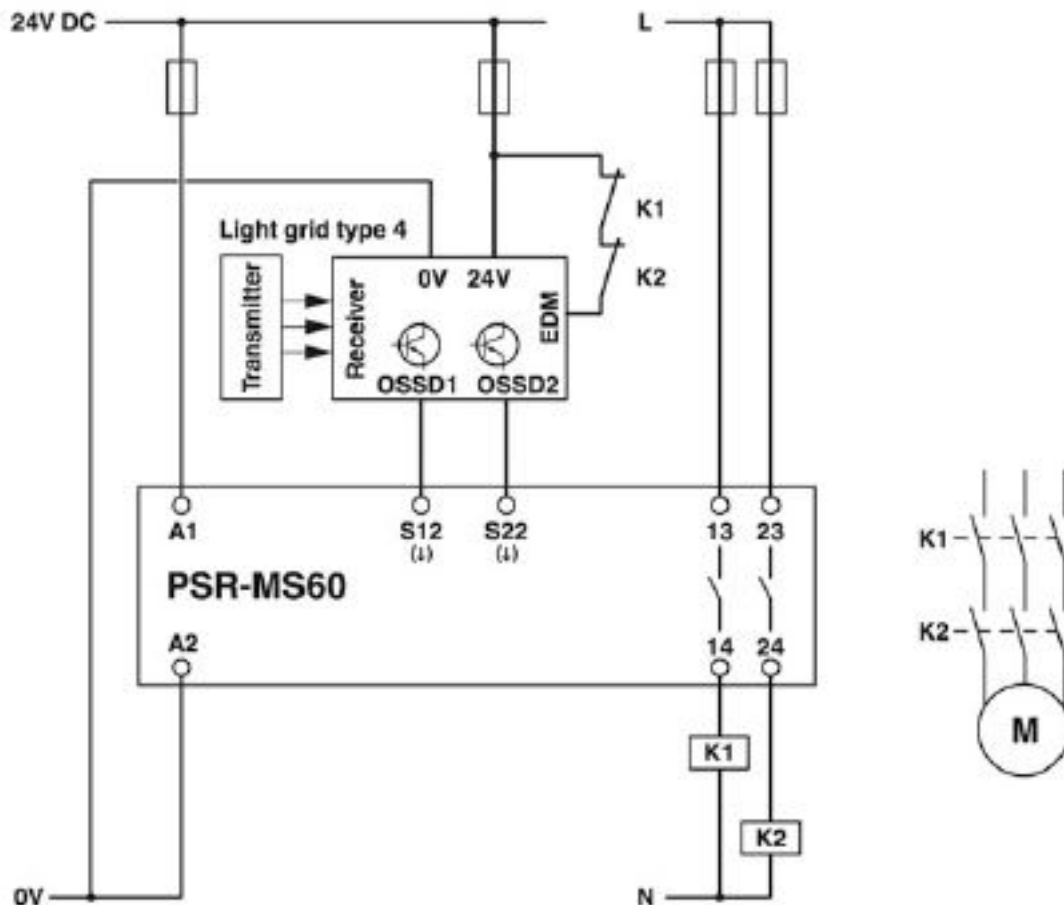 24V DC
L
K1
Light grid type 4
K2
0V 24V
Transmitter
Receiver
EDM
OSSD1 OSSD2
A1
S12
(↓)
S22
(↓)
13 23
K1
PSR-MS60
A2
14 24
K2
K1
M
K2
0V
N